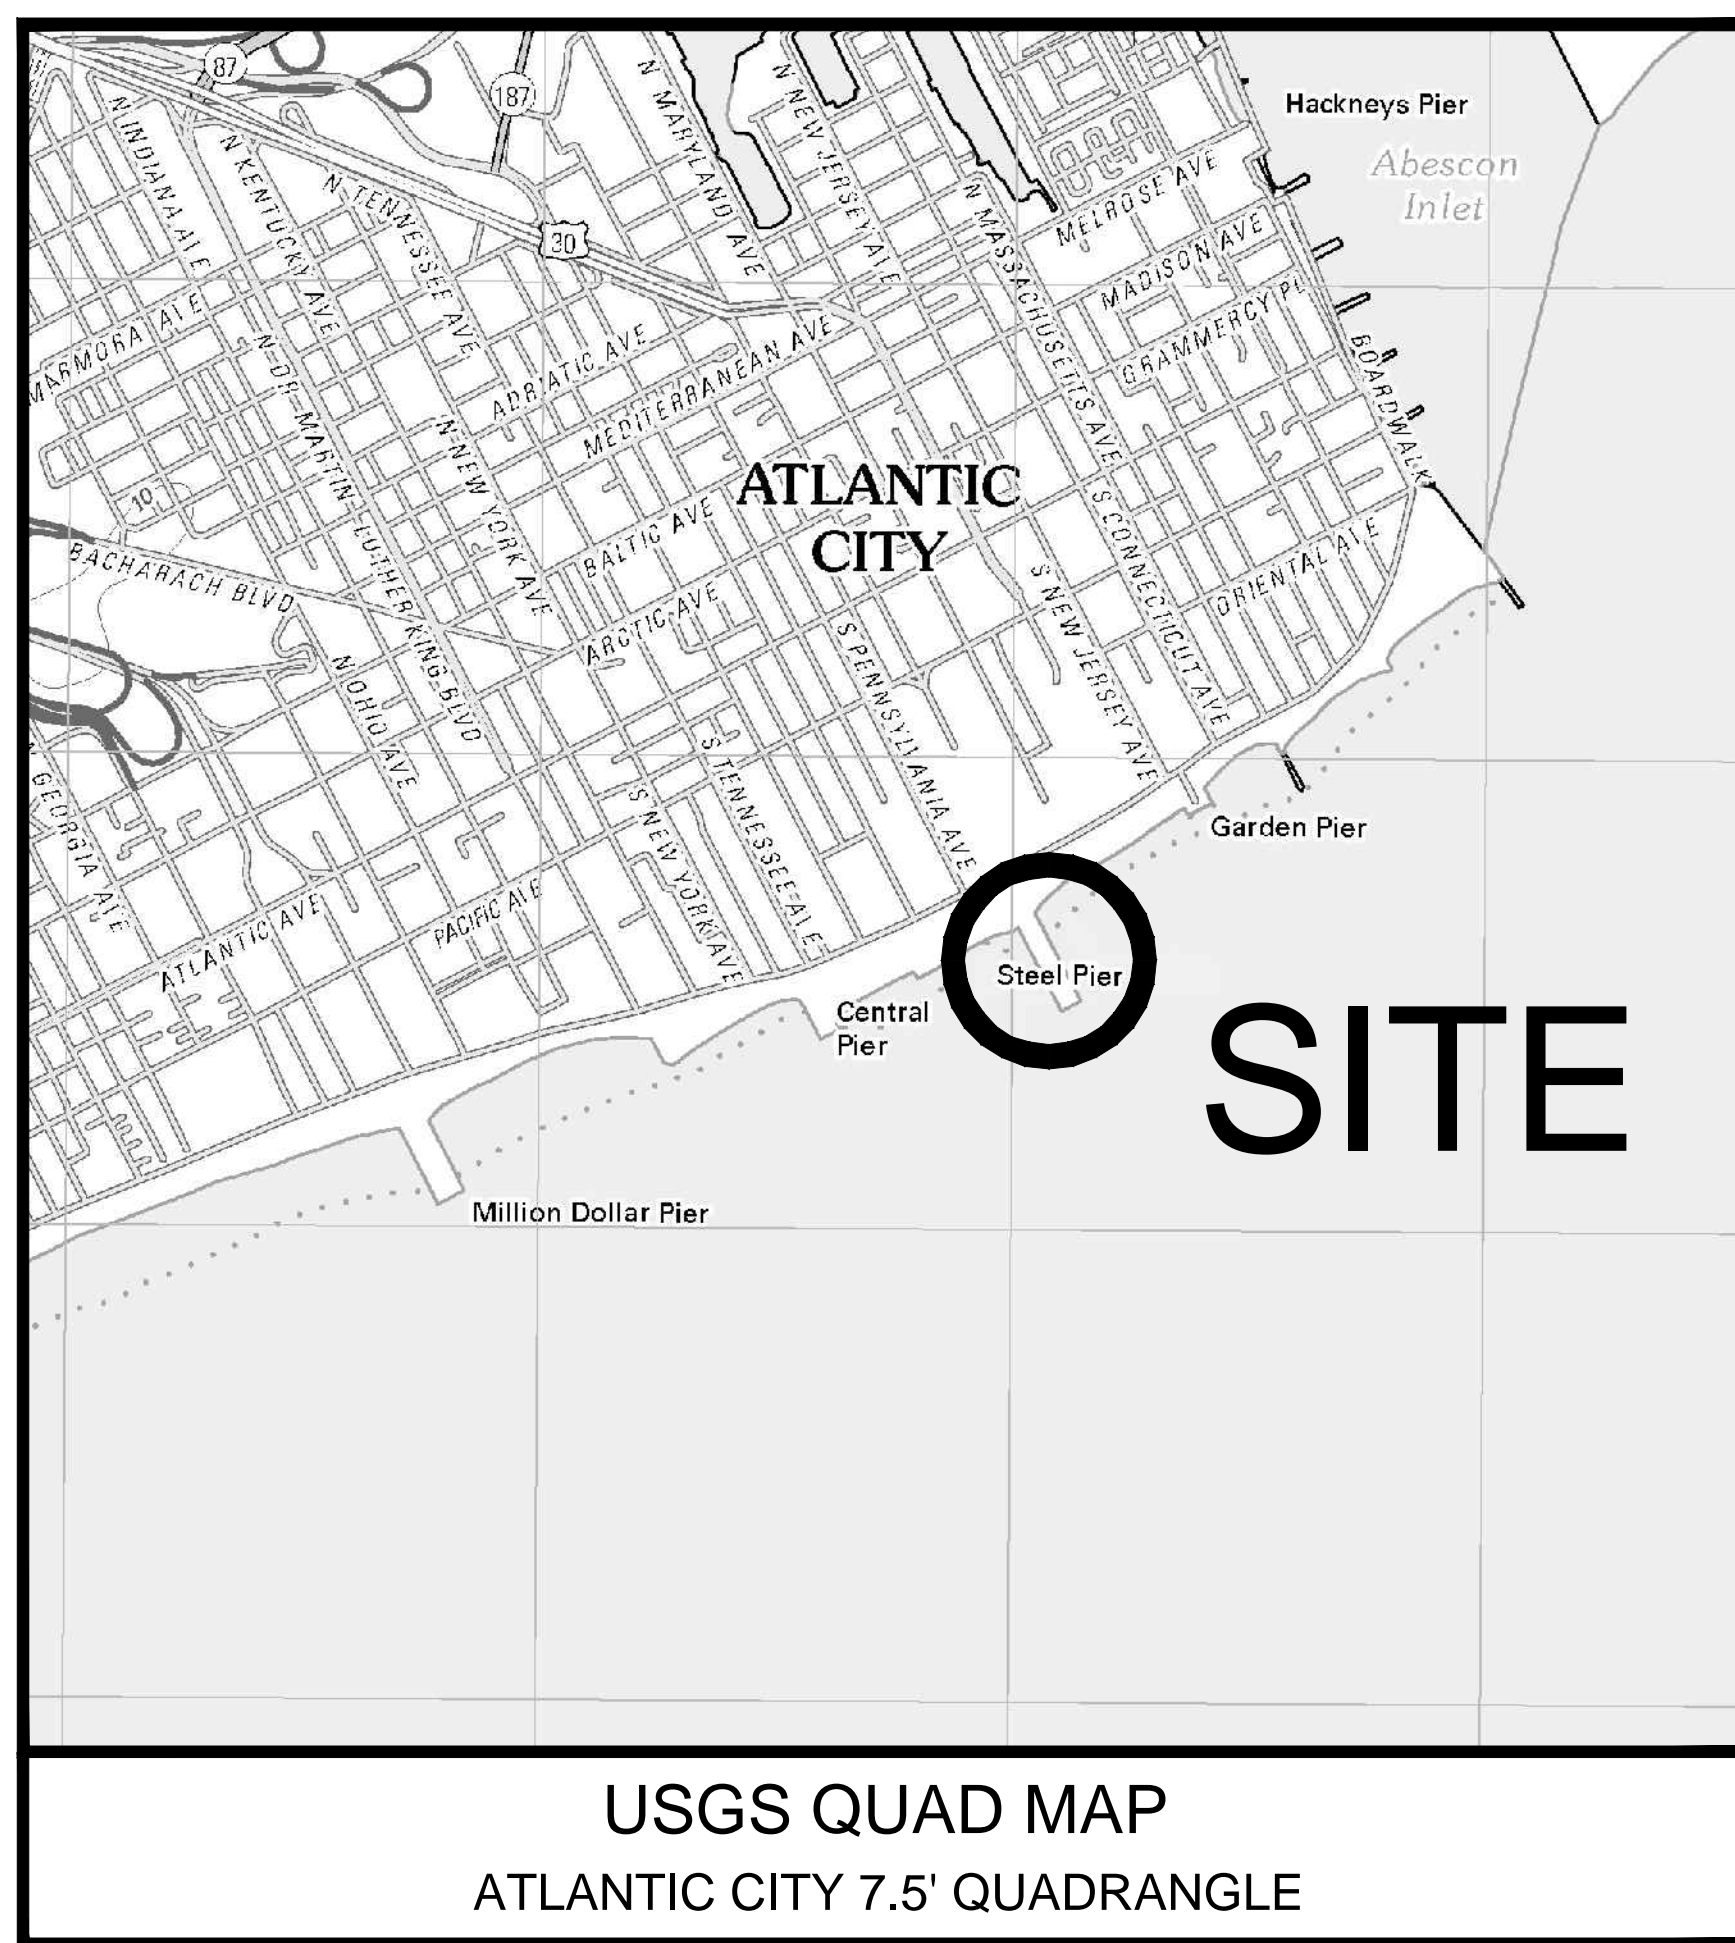 87
187
N MARYLAND AVE
N NEW JERSEY AVE
Hackneys Pier
Abescon
Inlet
N INDIANA AVE
N KENTUCKY AVE
N TENNESSEE AVE
30
N MASSACHUSETTS AVE
MELROSE AVE
MADISON AVE
GRAMMERCY PL
BOARDWALK
MARMORA AVE
N DR MARTIN LUTHER KING BLVD
ADRIATIC AVE
MEDITERRANEAN AVE
N NEW YORK AVE
ATLANTIC
CITY
10
BACHARACH BLVD
BALTIC AVE
S CONNECTICUT AVE
ORIENTAL AVE
ARCTIC AVE
S NEW JERSEY AVE
S PENNSYLVANIA AVE
N OHIO AVE
N GEORGIA AVE
S TENNESSEE AVE
S NEW YORK AVE
Garden Pier
ATLANTIC AVE
PACIFIC AVE
Steel Pier
Central
Pier
SITE
Million Dollar Pier
USGS QUAD MAP
ATLANTIC CITY 7.5' QUADRANGLE